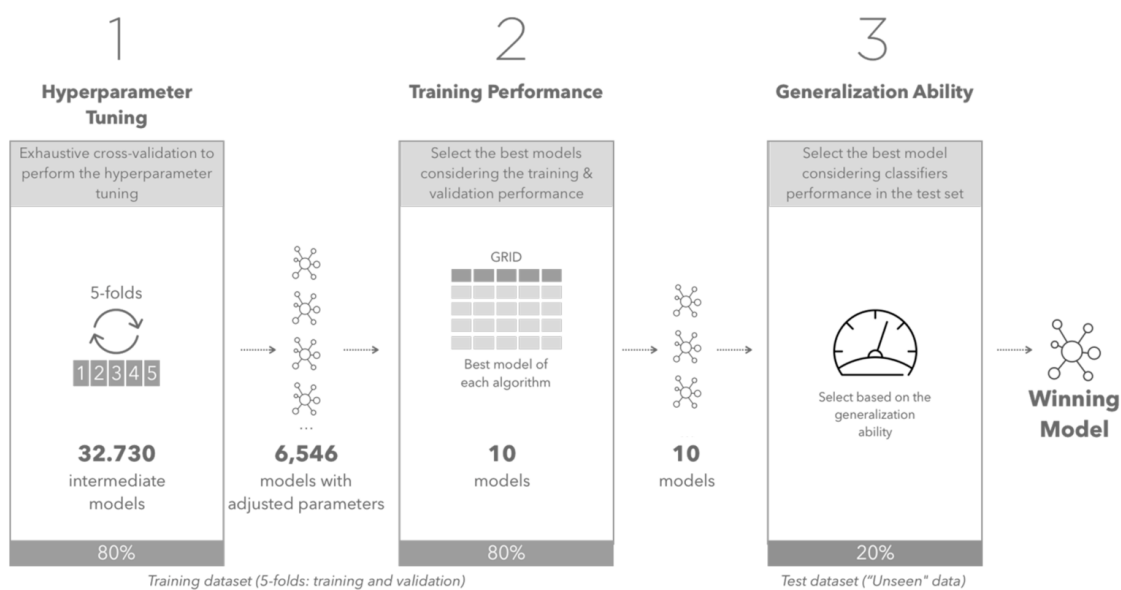 1
Hyperparameter
Tuning
Exhaustive cross-validation to
perform the hyperparameter
tuning
5-folds
1 2 3 4 5
32.730
intermediate
models
80%
...
6,546
models with
adjusted parameters
2
Training Performance
Select the best models
considering the training &
validation performance
GRID
Best model of
each algorithm
10
models
80%
Training dataset (5-folds: training and validation)
10
models
3
Generalization Ability
Select the best model
considering classifiers
performance in the test set
Select based on the
generalization
ability
20%
Test dataset ("Unseen" data)
Winning
Model